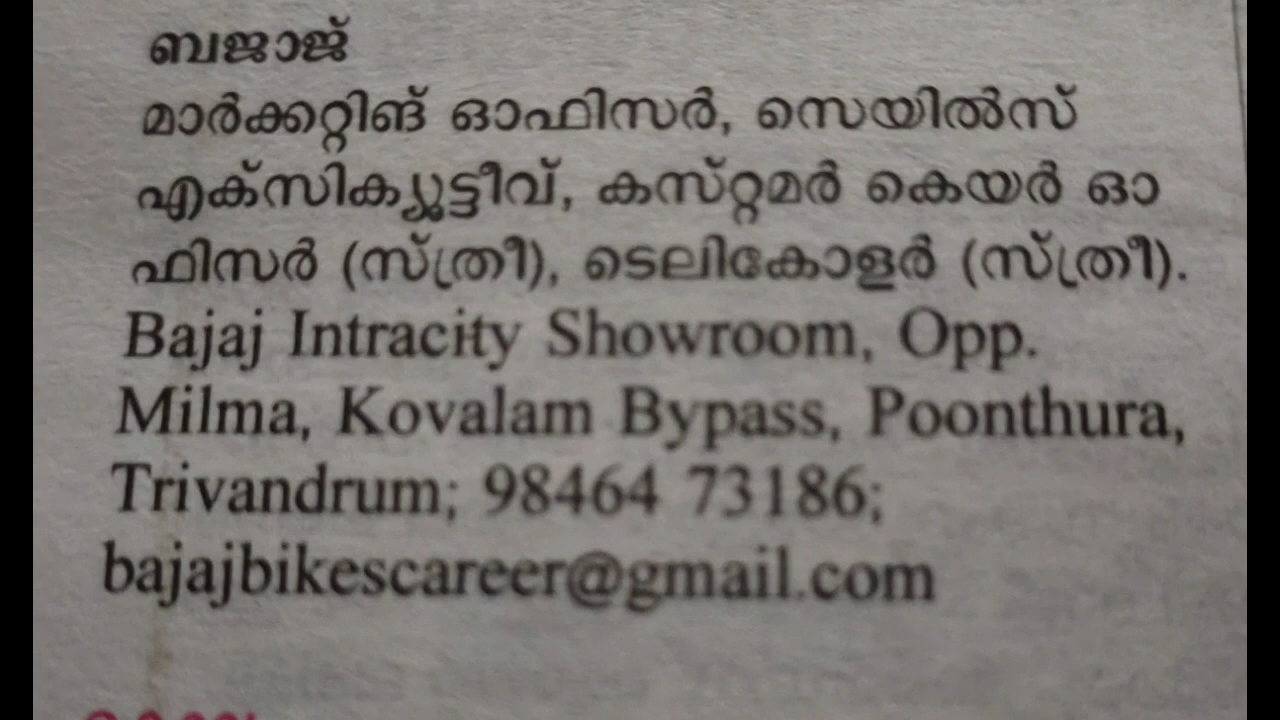 ബജാജ്
മാർക്കറ്റിങ് ഓഫിസർ, സെയിൽസ്
എക്സിക്യൂട്ടീവ്, കസ്റ്റമർ കെയർ ഓ
ഫിസർ (സ്ത്രീ), ടെലികോളർ (സ്ത്രീ).
Bajaj Intracity Showroom, Opp.
Milma, Kovalam Bypass, Poonthura,
Trivandrum; 98464 73186;
bajajbikescareer@gmail.com